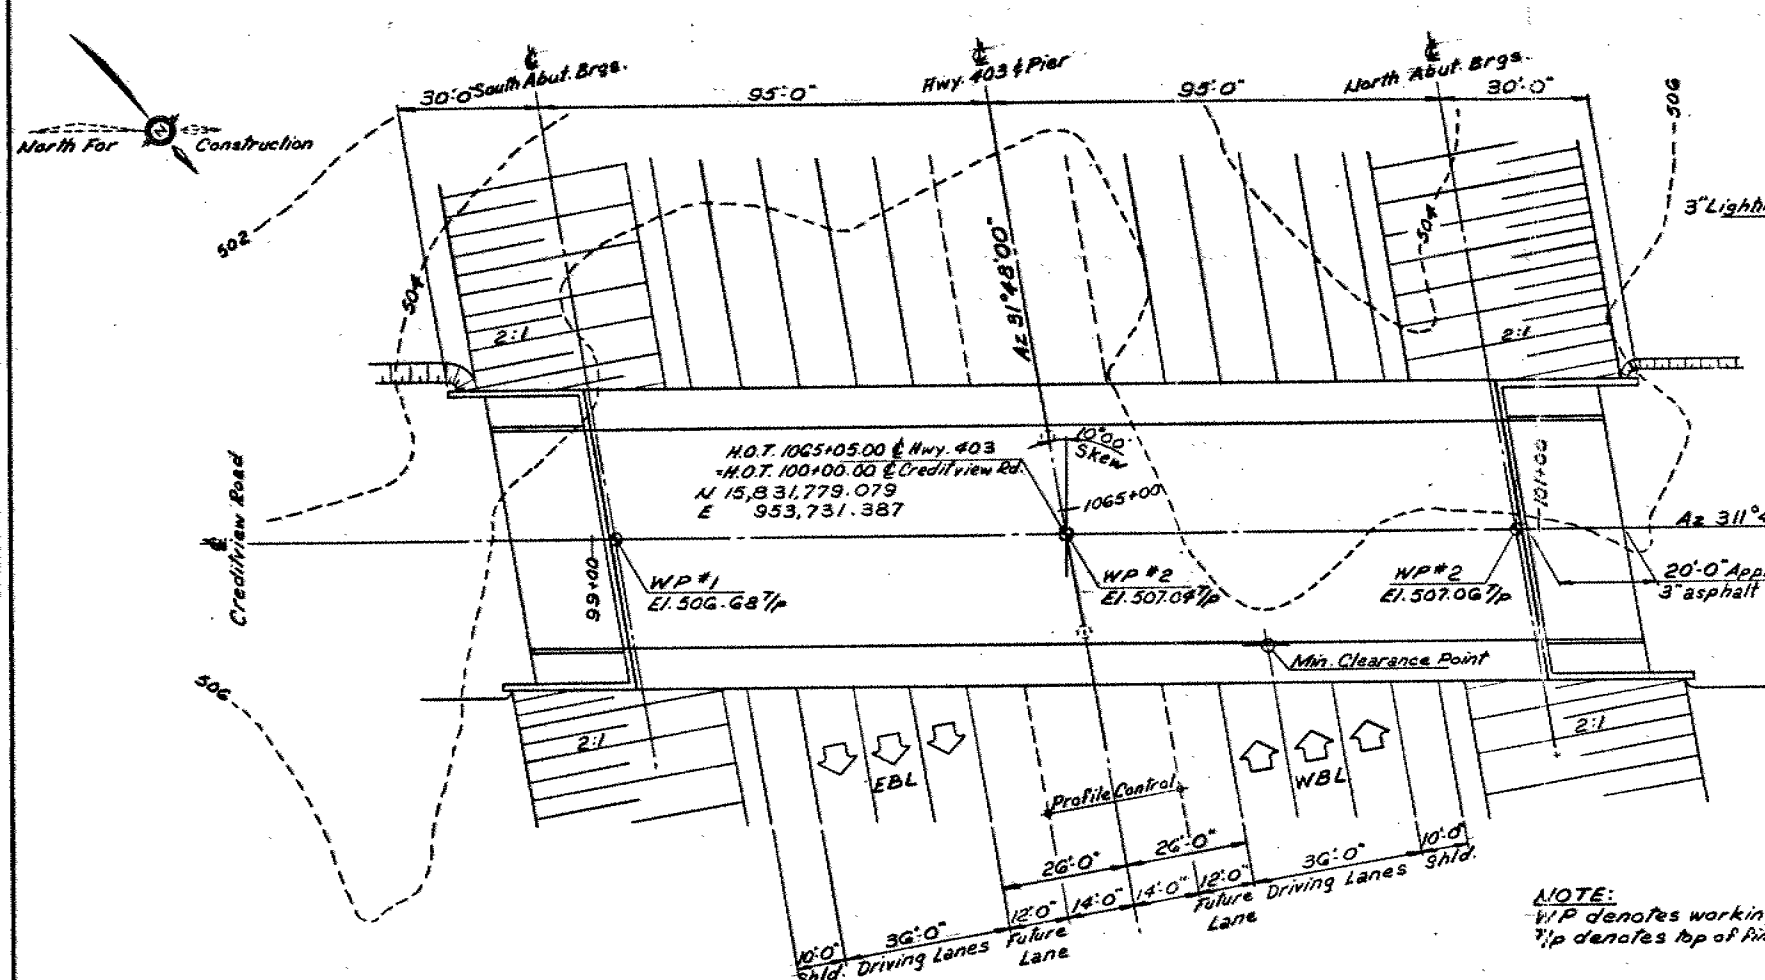 30'-0"
South Abut. Brgs.
95'-0"
Hwy. 403 ℄ Pier
95'-0"
North Abut. Brgs.
30'-0"
506
N
North For Construction
502
504
504
3" Lighti
2:1
2:1
Az 31°48'00"
10°00'
Skew
H.O.T. 1065+05.00 ℄ Hwy. 403
=H.O.T. 100+00.00 ℄ Creditview Rd.
N 15,831,779.079
E 953,731.387
1065+00
101+00
℄ Creditview Road
Az 311°4
99+00
WP #1
El. 506.68 T/p
WP #2
El. 507.04 T/p
WP #2
El. 507.06 T/p
20'-0" App
3" asphalt
Min. Clearance Point
506
2:1
2:1
EBL
WBL
Profile Control
26'-0"
26'-0"
36'-0"
10'-0"
Shld.
12'-0"
14'-0"
14'-0"
12'-0"
Driving Lanes
Future
Lane
10'-0"
36'-0"
Shld.
Driving Lanes
Future
Lane
NOTE:
WP denotes workin
T/p denotes top of fin